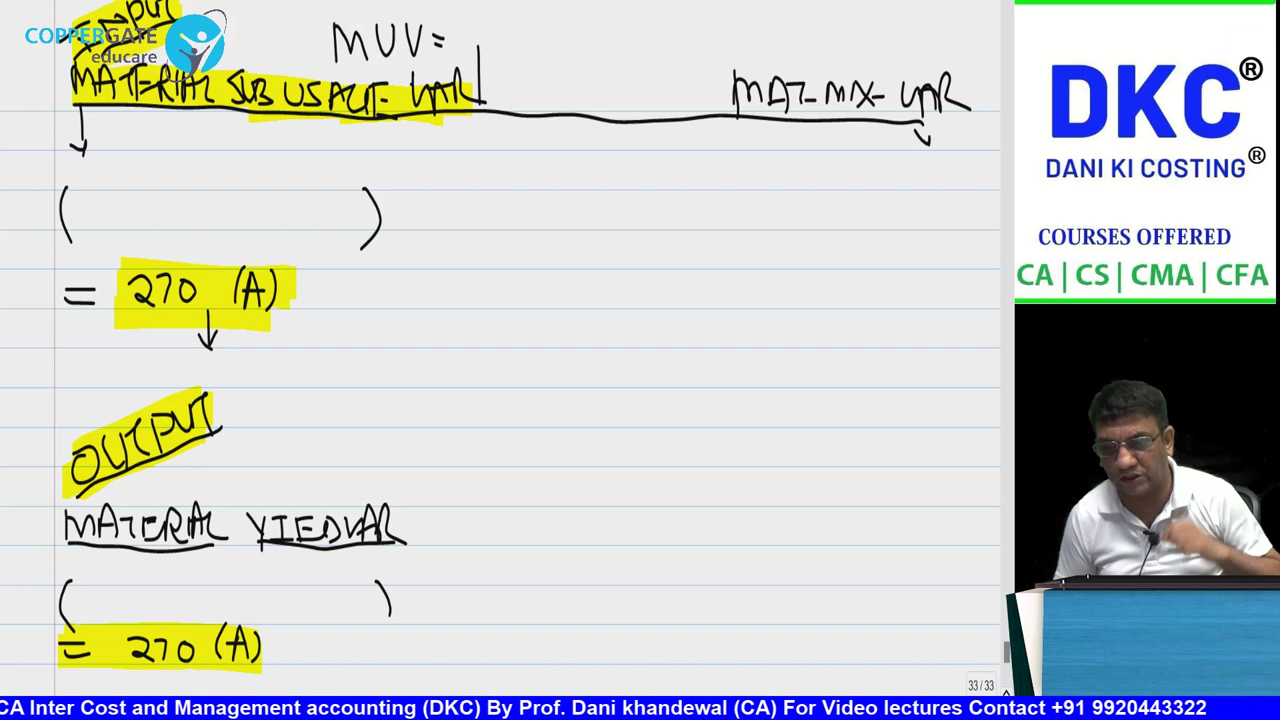 INPUT
COPPERGATE
educare
MUV=
MATERIAL SUB USAGE VAR
MAT-MIX-VAR
(            )
= 270 (A)
OUTPUT
MATERIAL YIEDVAR
(            )
= 270 (A)
33 / 33
DKC®
DANI KI COSTING®
COURSES OFFERED
CA | CS | CMA | CFA
CA Inter Cost and Management accounting (DKC) By Prof. Dani khandewal (CA) For Video lectures Contact +91 9920443322